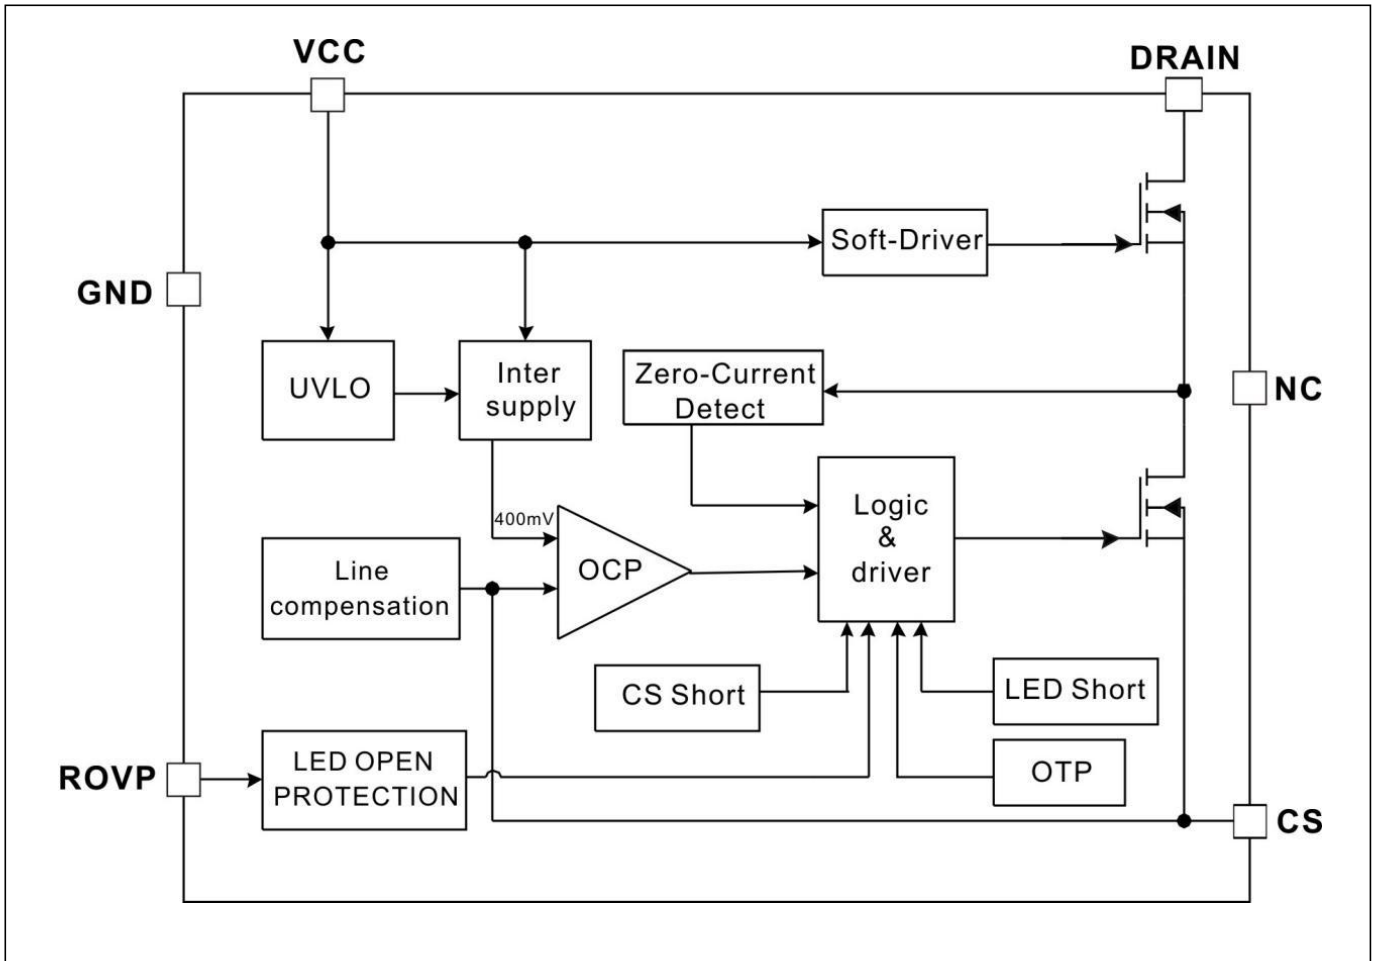 VCC
DRAIN
Soft-Driver
GND
UVLO
Inter
supply
Zero-Current
Detect
NC
400mV
Logic
&
driver
OCP
Line
compensation
CS Short
LED Short
ROVP
LED OPEN
PROTECTION
OTP
CS